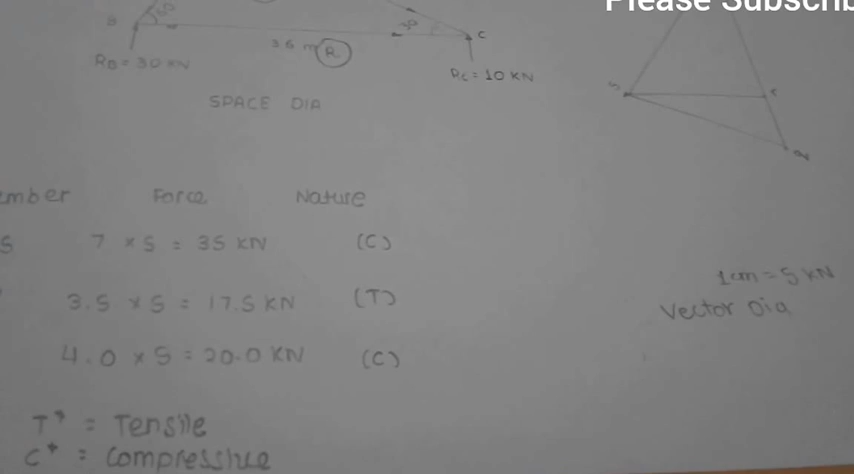 Please Subscrib
B 60 30 C
3.6 m R
RB = 30 KN
Rc = 10 KN
SPACE DIA
S
mber Force Nature
S 7 × 5 = 35 KN (C)
3.5 × 5 = 17.5 KN (T)
4.0 × 5 = 20.0 KN (C)
1cm = 5 KN
Vector Dia
T* = Tensile
C* = Compressive